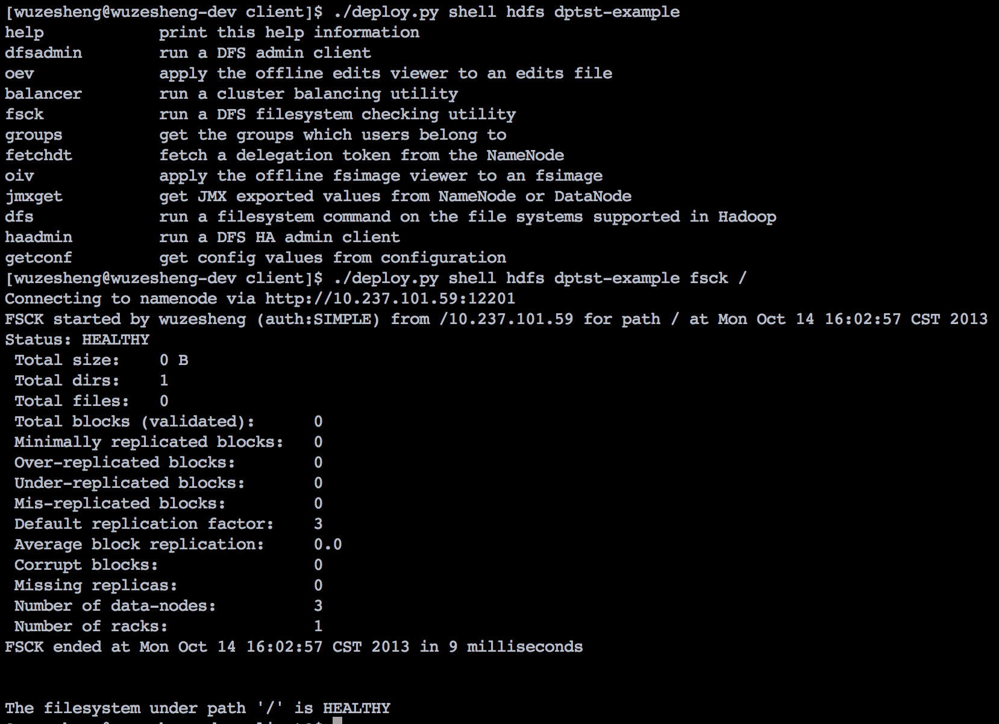 [wuzesheng@wuzesheng-dev client]$ ./deploy.py shell hdfs dptst-example
help            print this help information
dfsadmin        run a DFS admin client
oev             apply the offline edits viewer to an edits file
balancer        run a cluster balancing utility
fsck            run a DFS filesystem checking utility
groups          get the groups which users belong to
fetchdt         fetch a delegation token from the NameNode
oiv             apply the offline fsimage viewer to an fsimage
jmxget          get JMX exported values from NameNode or DataNode
dfs             run a filesystem command on the file systems supported in Hadoop
haadmin         run a DFS HA admin client
getconf         get config values from configuration
[wuzesheng@wuzesheng-dev client]$ ./deploy.py shell hdfs dptst-example fsck /
Connecting to namenode via http://10.237.101.59:12201
FSCK started by wuzesheng (auth:SIMPLE) from /10.237.101.59 for path / at Mon Oct 14 16:02:57 CST 2013
Status: HEALTHY
 Total size:    0 B
 Total dirs:    1
 Total files:   0
 Total blocks (validated):      0
 Minimally replicated blocks:   0
 Over-replicated blocks:        0
 Under-replicated blocks:       0
 Mis-replicated blocks:         0
 Default replication factor:    3
 Average block replication:     0.0
 Corrupt blocks:                0
 Missing replicas:              0
 Number of data-nodes:          3
 Number of racks:               1
FSCK ended at Mon Oct 14 16:02:57 CST 2013 in 9 milliseconds


The filesystem under path '/' is HEALTHY